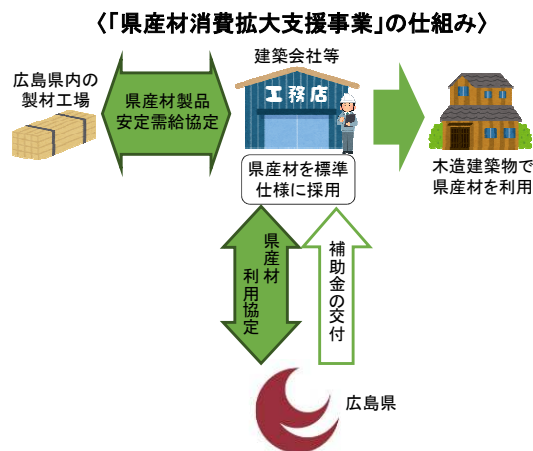 〈「県産材消費拡大支援事業」の仕組み〉
建築会社等
広島県内の
製材工場
県産材製品
安定需給協定
工務店
県産材を標準
仕様に採用
木造建築物で
県産材を利用
県産材
利用協定
補助金の交付
広島県